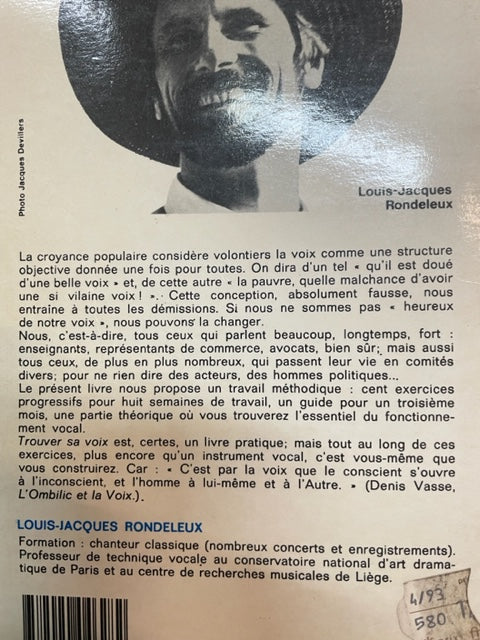 Photo Jacques Devillers
Louis-Jacques
Rondeleux
La croyance populaire considère volontiers la voix comme une structure
objective donnée une fois pour toutes. On dira d'un tel « qu'il est doué
d'une belle voix » et, de cette autre « la pauvre, quelle malchance d'avoir
une si vilaine voix ! ». Cette conception, absolument fausse, nous
entraîne à toutes les démissions. Si nous ne sommes pas « heureux
de notre voix », nous pouvons la changer.
Nous, c'est-à-dire, tous ceux qui parlent beaucoup, longtemps, fort :
enseignants, représentants de commerce, avocats, bien sûr; mais aussi
tous ceux, de plus en plus nombreux, qui passent leur vie en comités
divers; pour ne rien dire des acteurs, des hommes politiques...
Le présent livre nous propose un travail méthodique : cent exercices
progressifs pour huit semaines de travail, un guide pour un troisième
mois, une partie théorique où vous trouverez l'essentiel du fonctionne-
ment vocal.
Trouver sa voix est, certes, un livre pratique; mais tout au long de ces
exercices, plus encore qu'un instrument vocal, c'est vous-même que
vous construirez. Car : « C'est par la voix que le conscient s'ouvre
à l'inconscient, et l'homme à lui-même et à l'Autre. » (Denis Vasse,
L'Ombilic et la Voix.).
LOUIS-JACQUES RONDELEUX
Formation : chanteur classique (nombreux concerts et enregistrements).
Professeur de technique vocale au conservatoire national d'art drama-
tique de Paris et au centre de recherches musicales de Liège.
4/93
580